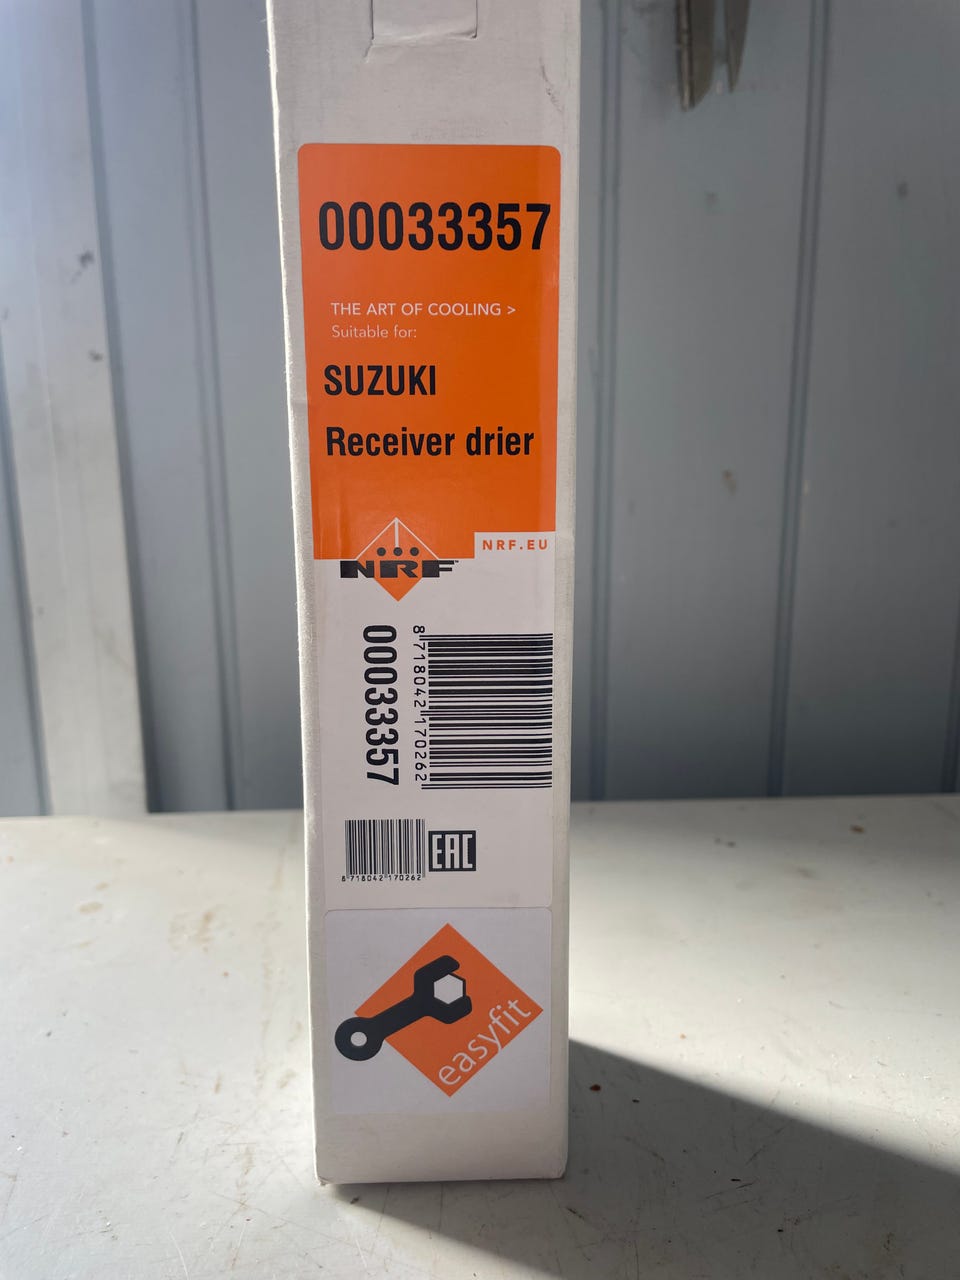 00033357
THE ART OF COOLING >
Suitable for:
SUZUKI
Receiver drier
NRF.EU
NRF™
00033357
8 718042 170262
8 718042 170262
EAC
easyfit